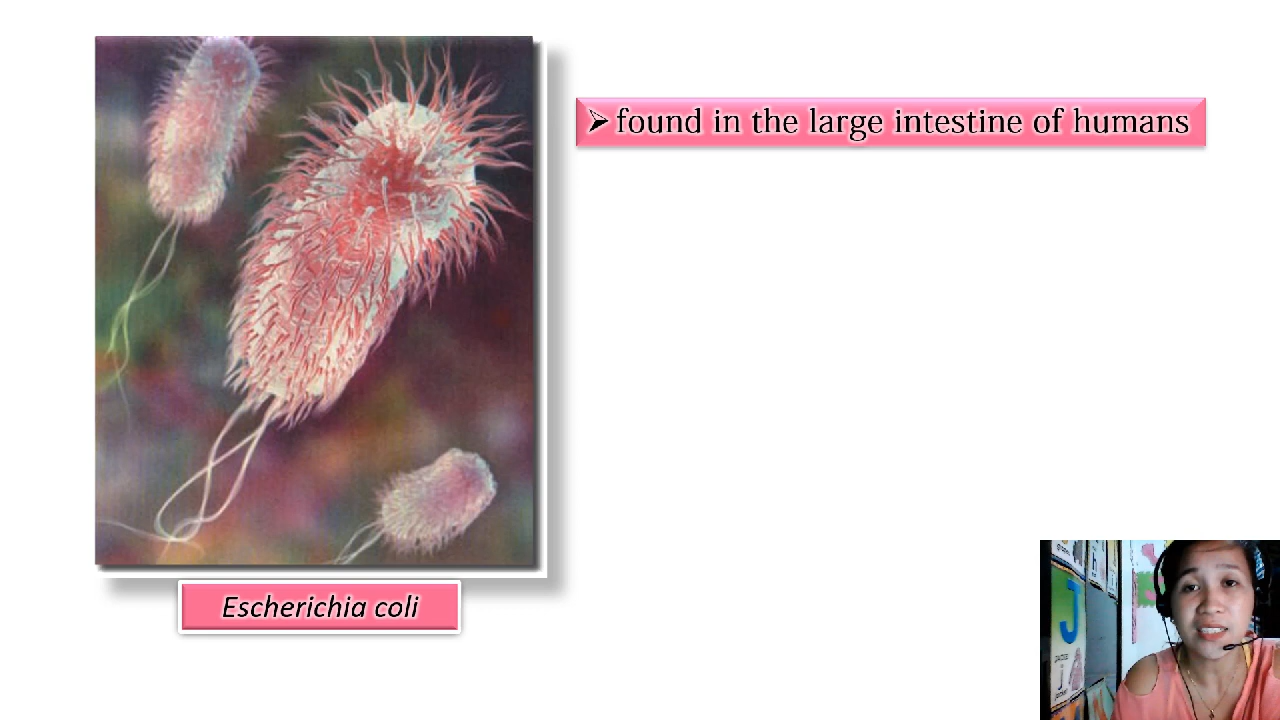 ➢ found in the large intestine of humans
Escherichia coli
J